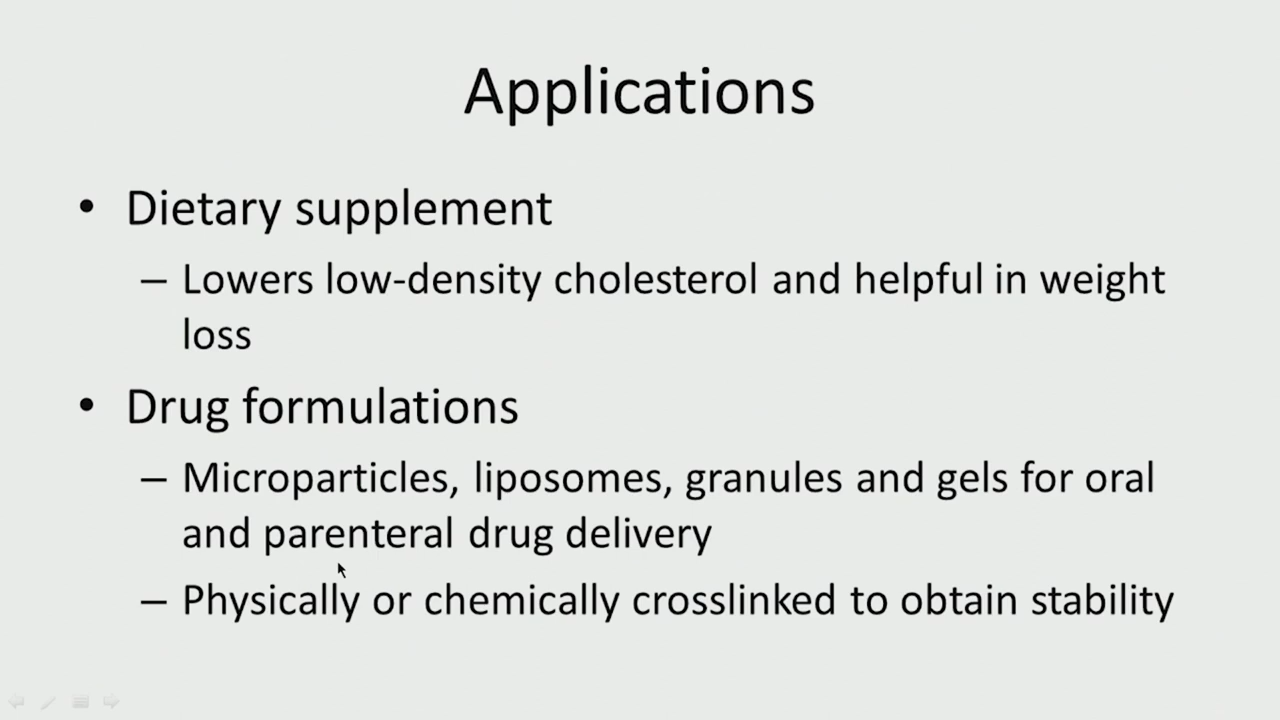 Applications
• Dietary supplement
– Lowers low-density cholesterol and helpful in weight
loss
• Drug formulations
– Microparticles, liposomes, granules and gels for oral
and parenteral drug delivery
– Physically or chemically crosslinked to obtain stability